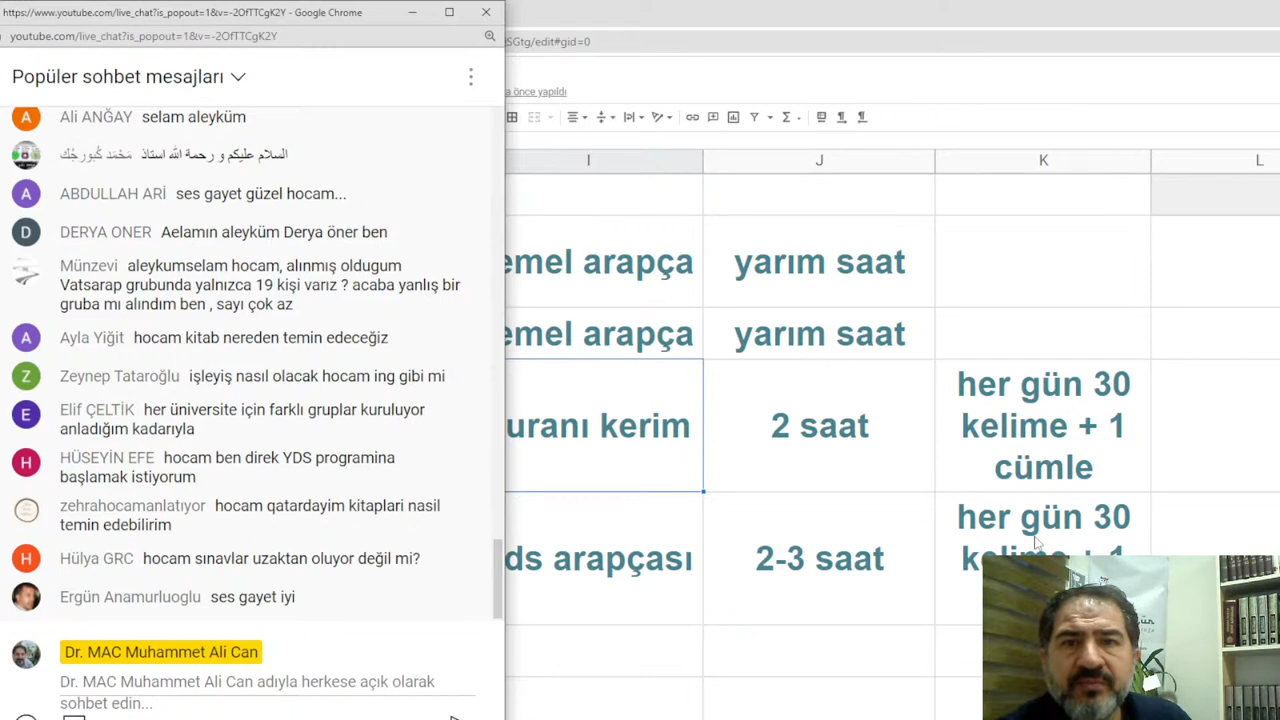 https://www.youtube.com/live_chat?is_popout=1&v=-2OfTTCgK2Y - Google Chrome
youtube.com/live_chat?is_popout=1&v=-2OfTTCgK2Y
SGtg/edit#gid=0
Popüler sohbet mesajları
a önce yapıldı
Ali ANĞAY selam aleyküm
السلام عليكم و رحمة الله استاذ
ABDULLAH ARİ ses gayet güzel hocam...
DERYA ONER Aelamın aleyküm Derya öner ben
Münzevi aleykumselam hocam, alınmış oldugum
Vatsarap grubunda yalnızca 19 kişi varız ? acaba yanlış bir
gruba mı alındım ben , sayı çok az
Ayla Yiğit hocam kitab nereden temin edeceğiz
Zeynep Tataroğlu işleyiş nasıl olacak hocam ing gibi mi
Elif ÇELTİK her üniversite için farklı gruplar kuruluyor
anladığım kadarıyla
HÜSEYİN EFE hocam ben direk YDS programina
başlamak istiyorum
zehrahocamanlatıyor hocam qatardayim kitaplari nasil
temin edebilirim
Hülya GRC hocam sınavlar uzaktan oluyor değil mi?
Ergün Anamurluoglu ses gayet iyi
Dr. MAC Muhammet Ali Can
Dr. MAC Muhammet Ali Can adıyla herkese açık olarak
sohbet edin...
I J K L
emel arapça yarım saat
emel arapça yarım saat
uranı kerim 2 saat her gün 30
kelime + 1
cümle
ds arapçası 2-3 saat her gün 30
kelime + 1